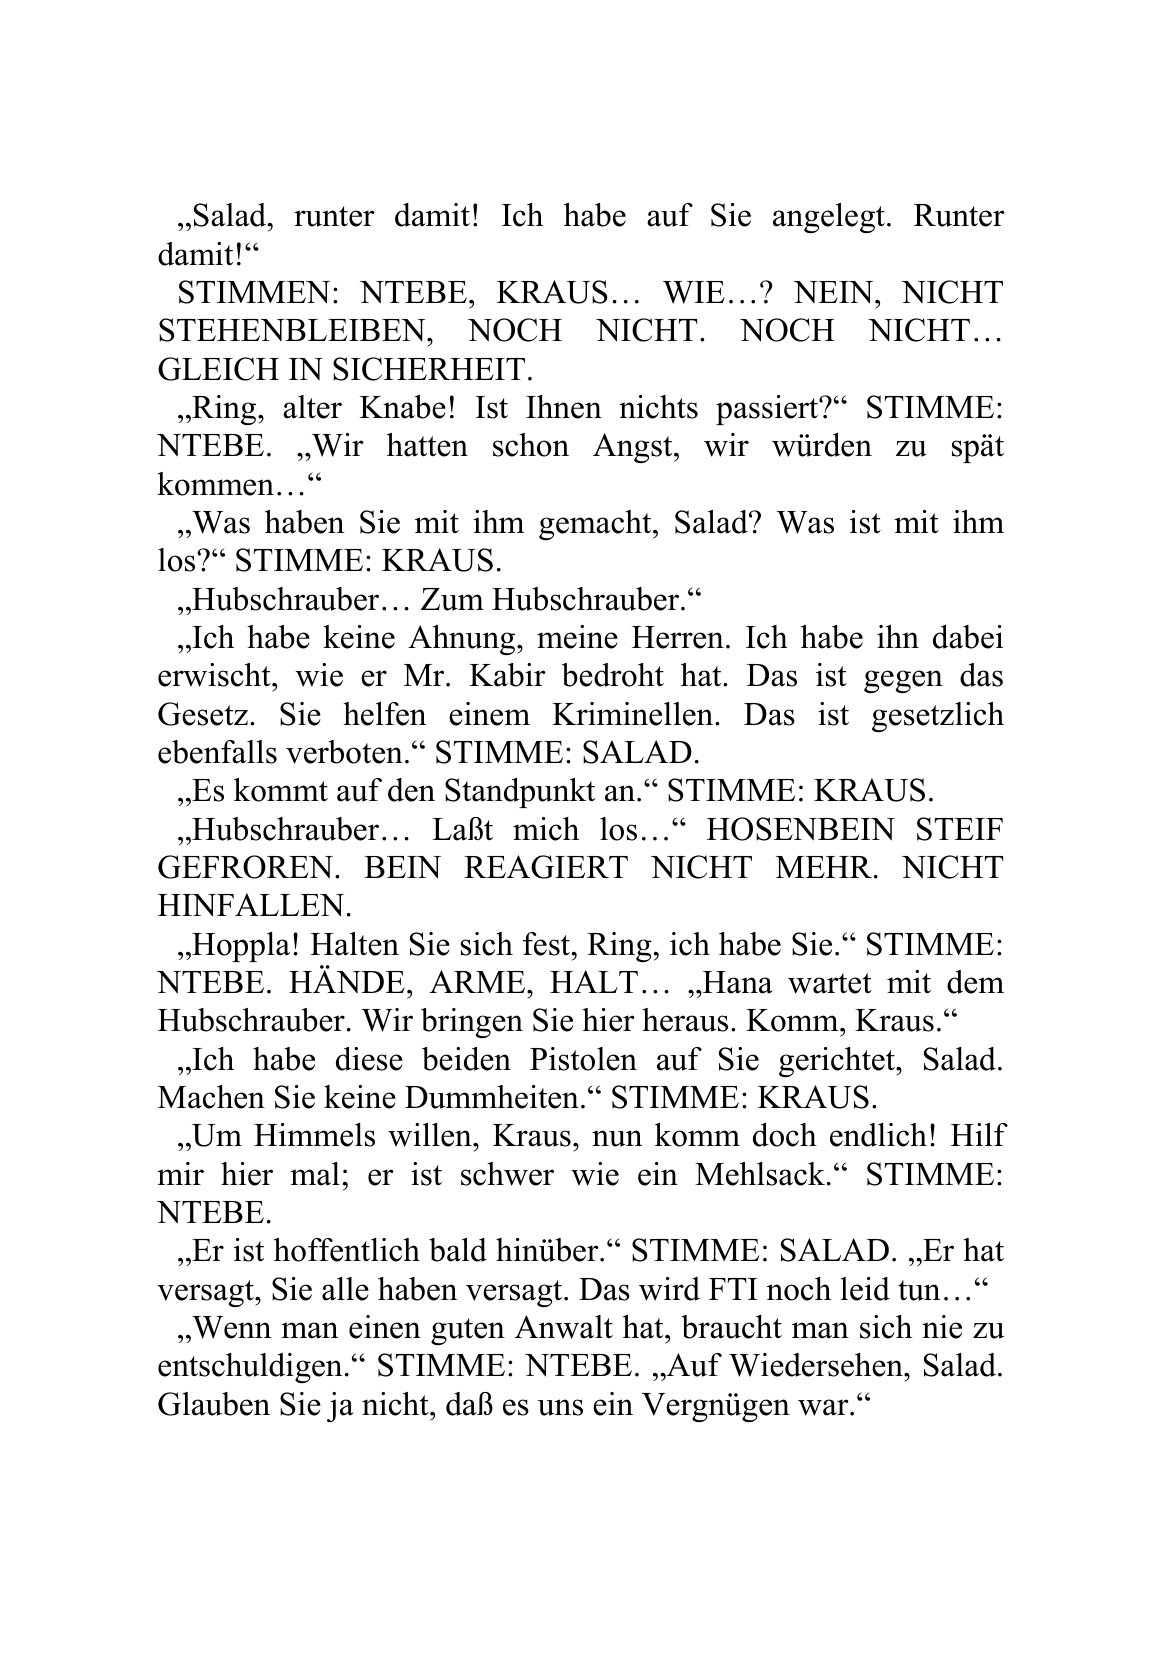 „Salad, runter damit! Ich habe auf Sie angelegt. Runter
damit!“
STIMMEN: NTEBE, KRAUS… WIE…? NEIN, NICHT
STEHENBLEIBEN, NOCH NICHT. NOCH NICHT…
GLEICH IN SICHERHEIT.
„Ring, alter Knabe! Ist Ihnen nichts passiert?“ STIMME:
NTEBE. „Wir hatten schon Angst, wir würden zu spät
kommen…“
„Was haben Sie mit ihm gemacht, Salad? Was ist mit ihm
los?“ STIMME: KRAUS.
„Hubschrauber… Zum Hubschrauber.“
„Ich habe keine Ahnung, meine Herren. Ich habe ihn dabei
erwischt, wie er Mr. Kabir bedroht hat. Das ist gegen das
Gesetz. Sie helfen einem Kriminellen. Das ist gesetzlich
ebenfalls verboten.“ STIMME: SALAD.
„Es kommt auf den Standpunkt an.“ STIMME: KRAUS.
„Hubschrauber… Laßt mich los…“ HOSENBEIN STEIF
GEFROREN. BEIN REAGIERT NICHT MEHR. NICHT
HINFALLEN.
„Hoppla! Halten Sie sich fest, Ring, ich habe Sie.“ STIMME:
NTEBE. HÄNDE, ARME, HALT… „Hana wartet mit dem
Hubschrauber. Wir bringen Sie hier heraus. Komm, Kraus.“
„Ich habe diese beiden Pistolen auf Sie gerichtet, Salad.
Machen Sie keine Dummheiten.“ STIMME: KRAUS.
„Um Himmels willen, Kraus, nun komm doch endlich! Hilf
mir hier mal; er ist schwer wie ein Mehlsack.“ STIMME:
NTEBE.
„Er ist hoffentlich bald hinüber.“ STIMME: SALAD. „Er hat
versagt, Sie alle haben versagt. Das wird FTI noch leid tun…“
„Wenn man einen guten Anwalt hat, braucht man sich nie zu
entschuldigen.“ STIMME: NTEBE. „Auf Wiedersehen, Salad.
Glauben Sie ja nicht, daß es uns ein Vergnügen war.“